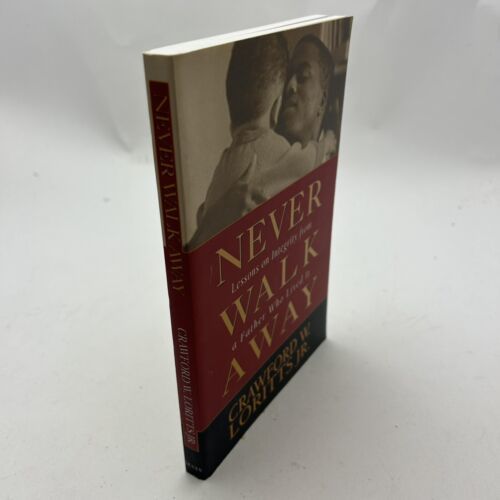 NEVER
Lessons on Integrity from
WALK
a Father Who Lived It
AWAY
CRAWFORD W.
LORITTS JR.
NEVER WALK AWAY
CRAWFORD W. LORITTS JR.